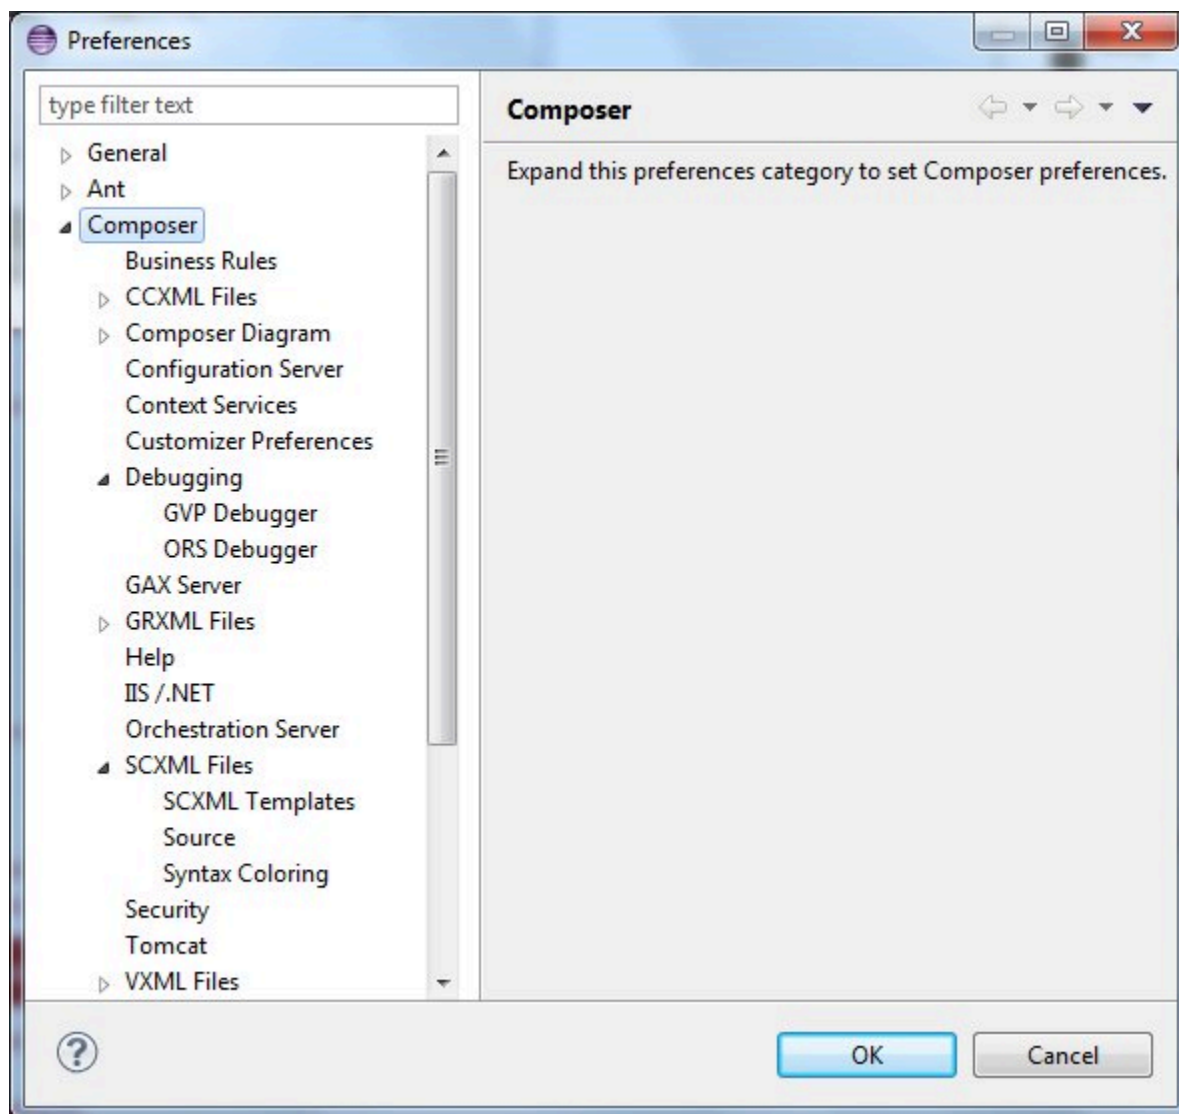 Preferences
type filter text
General
Ant
Composer
Business Rules
CCXML Files
Composer Diagram
Configuration Server
Context Services
Customizer Preferences
Debugging
GVP Debugger
ORS Debugger
GAX Server
GRXML Files
Help
IIS /.NET
Orchestration Server
SCXML Files
SCXML Templates
Source
Syntax Coloring
Security
Tomcat
VXML Files
Composer
Expand this preferences category to set Composer preferences.
OK
Cancel